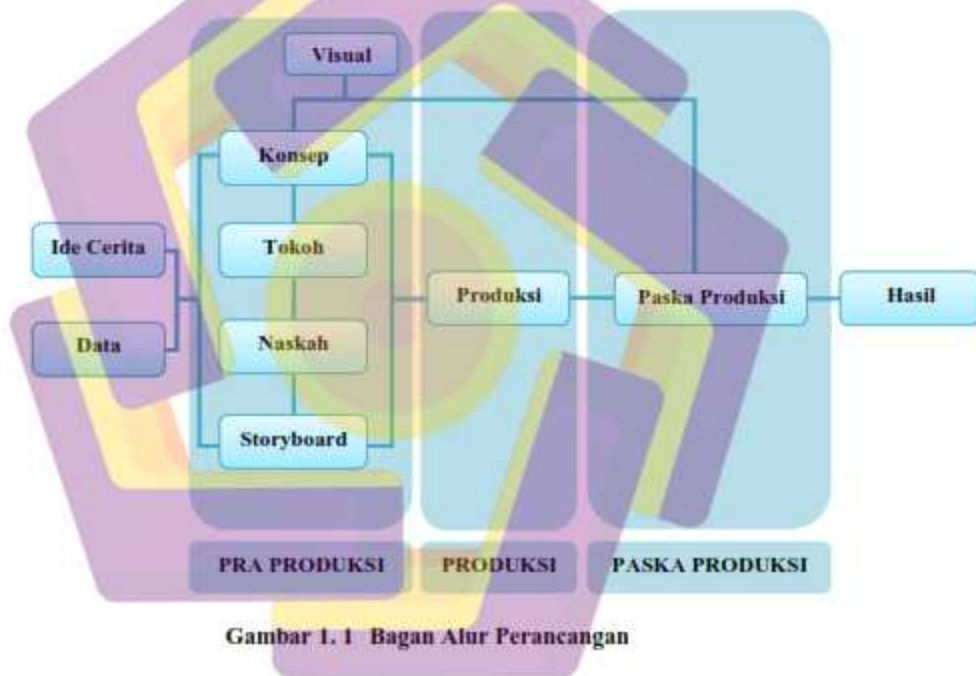 Visual
Konsep
Ide Cerita
Tokoh
Produksi
Paska Produksi
Hasil
Data
Naskah
Storyboard
PRA PRODUKSI
PRODUKSI
PASKA PRODUKSI
Gambar 1. 1 Bagan Alur Perancangan